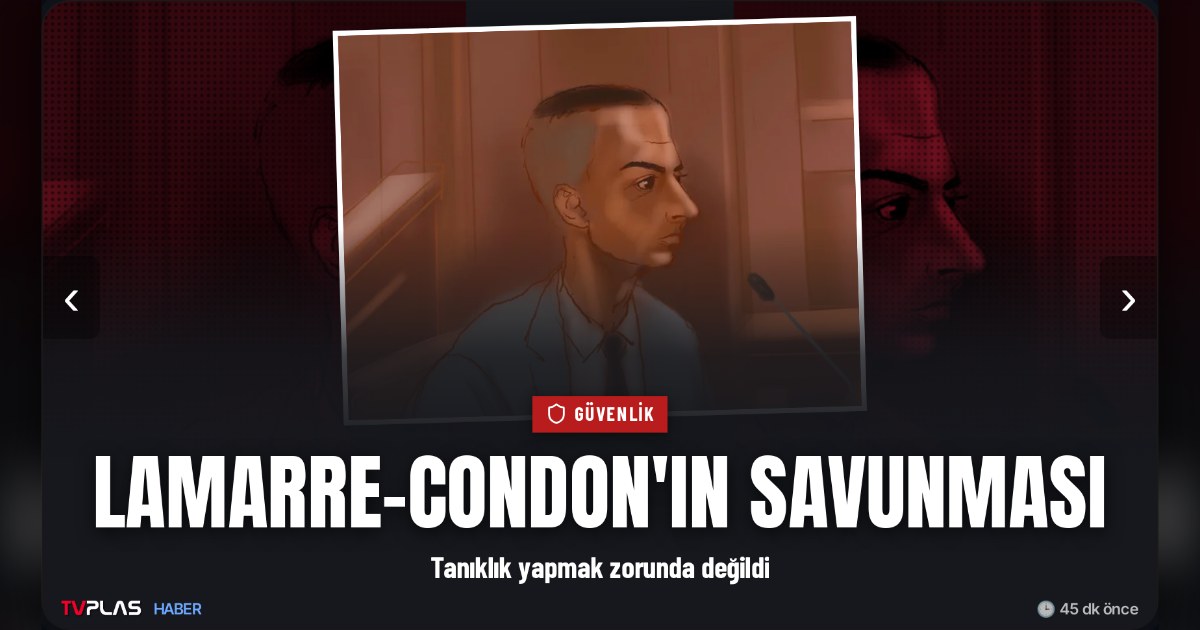 GÜVENLİK
LAMARRE-CONDON'IN SAVUNMASI
Tanıklık yapmak zorunda değildi
TVPLAS HABER
45 dk önce